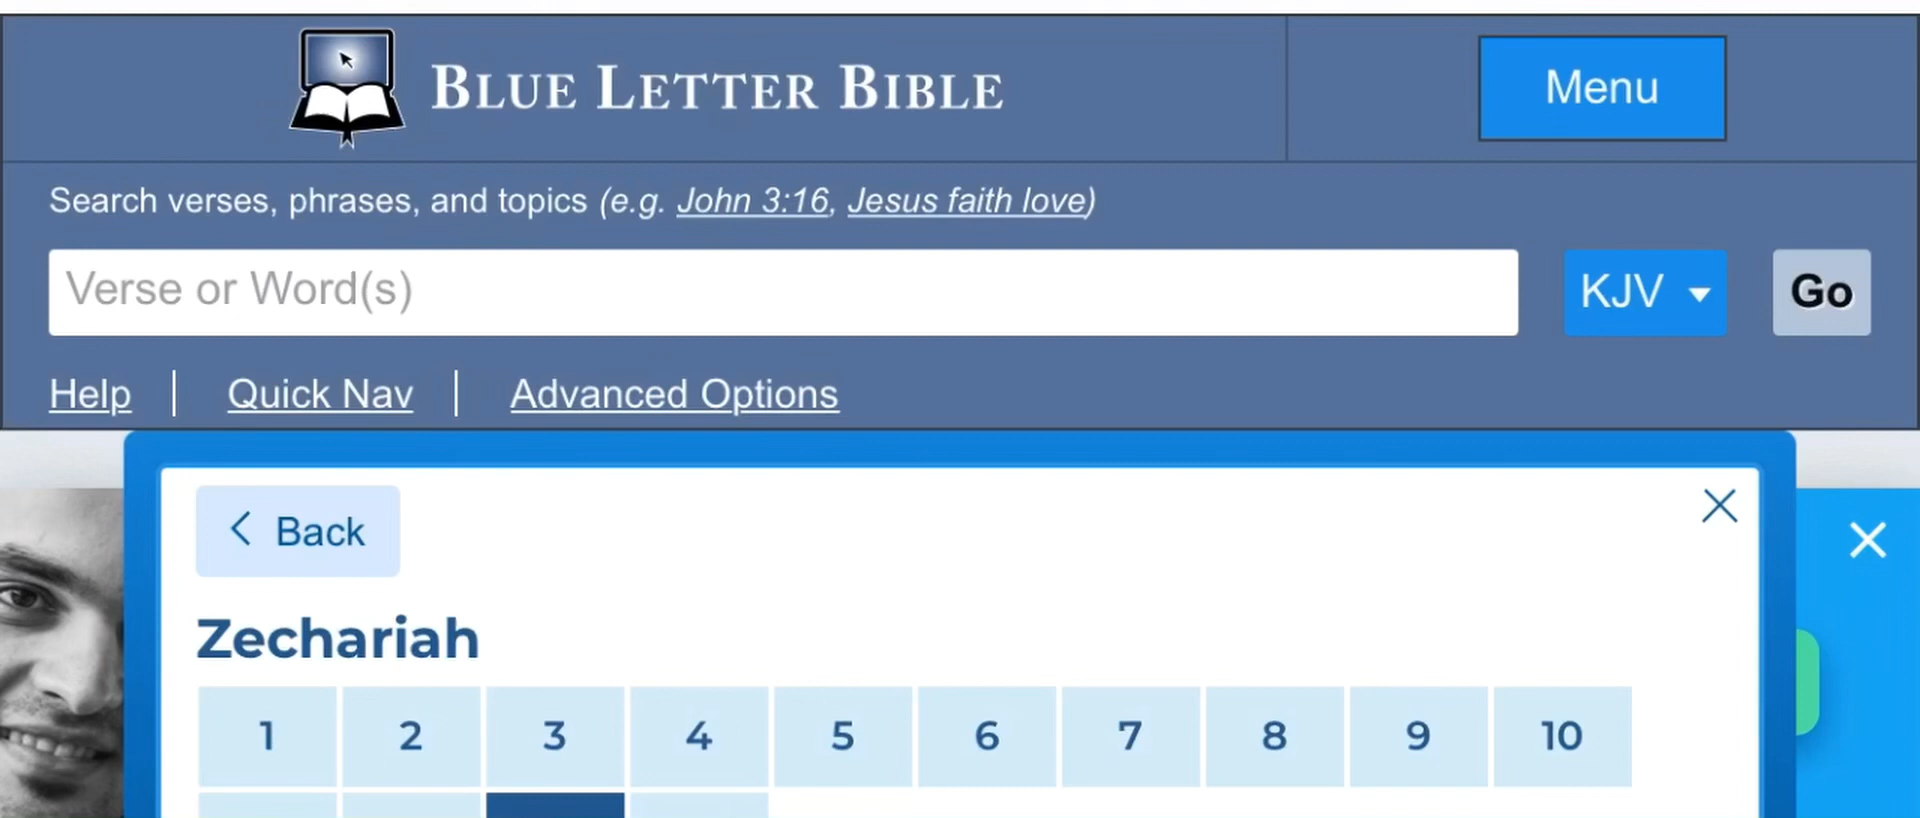 BLUE LETTER BIBLE
Menu
Search verses, phrases, and topics (e.g. John 3:16, Jesus faith love)
Verse or Word(s)
KJV
Go
Help
Quick Nav
Advanced Options
Back
Zechariah
1 2 3 4 5 6 7 8 9 10